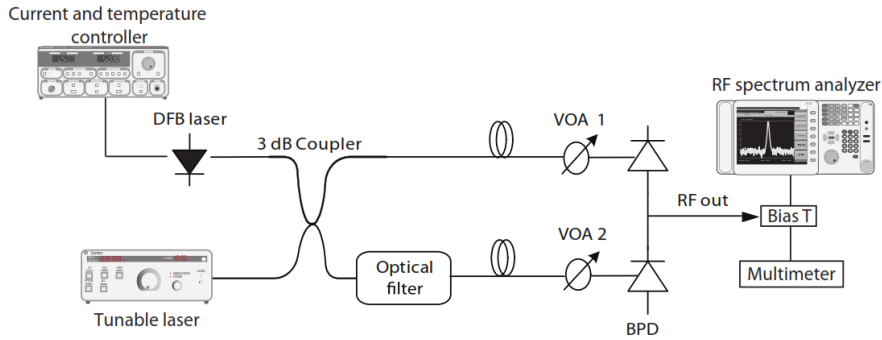 Current and temperature
controller
RF spectrum analyzer
DFB laser
3 dB Coupler
VOA 1
RF out
Bias T
VOA 2
Optical
filter
Multimeter
Tunable laser
BPD